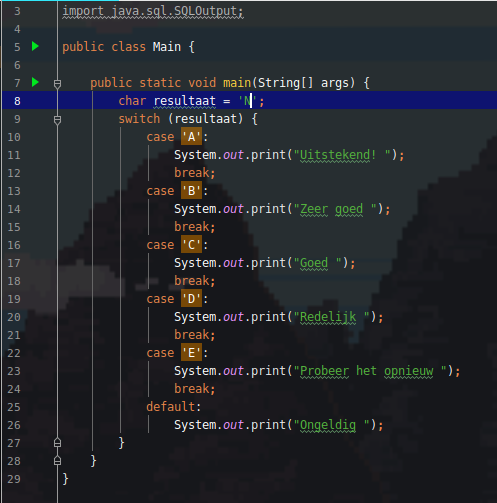 3 import java.sql.SQLOutput;
4
5 public class Main {
6
7 public static void main(String[] args) {
8 char resultaat = 'N';
9 switch (resultaat) {
10 case 'A':
11 System.out.print("Uitstekend! ");
12 break;
13 case 'B':
14 System.out.print("Zeer goed ");
15 break;
16 case 'C':
17 System.out.print("Goed ");
18 break;
19 case 'D':
20 System.out.print("Redelijk ");
21 break;
22 case 'E':
23 System.out.print("Probeer het opnieuw ");
24 break;
25 default:
26 System.out.print("Ongeldig ");
27 }
28 }
29 }